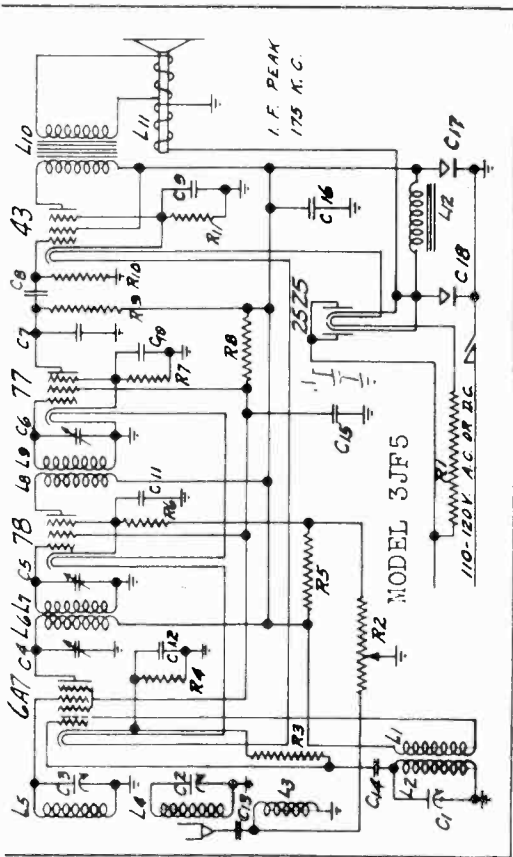 L10
L11
I.F. PEAK
175 K.C.
43
C9
R11
C16
C17
L12
C18
C8
R10
R9
C7
25Z5
R8
77
C10
R7
C15
.1
C6
L8 L9
R1
110-120V. A.C. OR D.C.
78
C11
R6
MODEL 3JF5
C5
R5
L6 L7
R2
C4
6A7
C12
R4
R3
L1
L2
C14
C1
L5
C3
L4
C2
C13
L3